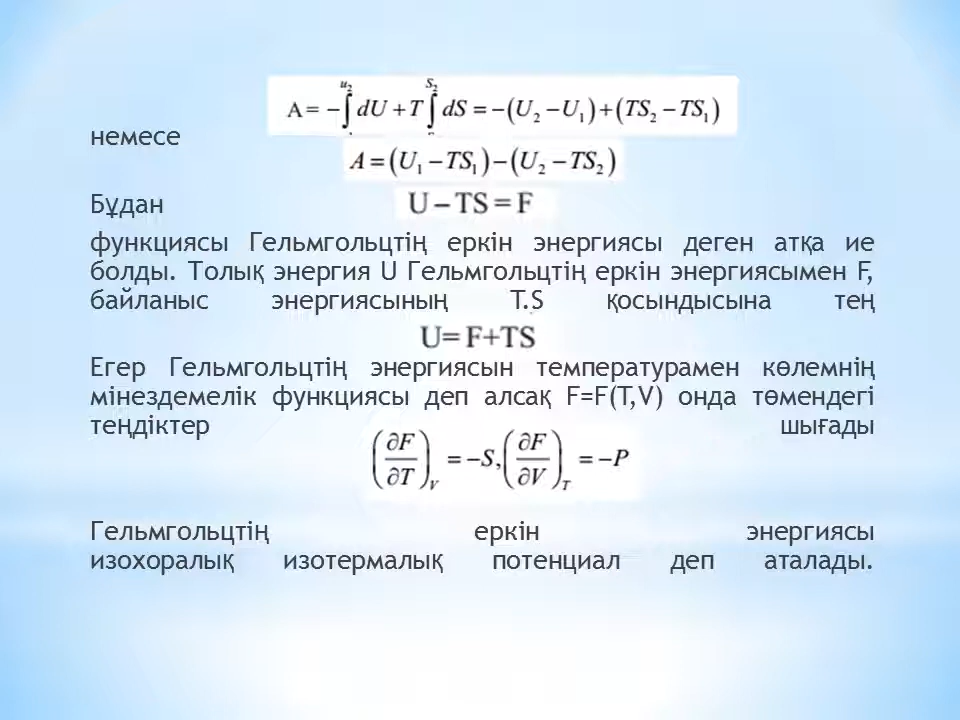 A = −∫dU + T∫dS = −(U₂ − U₁) + (TS₂ − TS₁)
немесе
A = (U₁ − TS₁) − (U₂ − TS₂)
Бұдан U − TS = F
функциясы Гельмгольцтің еркін энергиясы деген атқа ие
болды. Толық энергия U Гельмгольцтің еркін энергиясымен F,
байланыс энергиясының T.S қосындысына тең
U= F+TS
Егер Гельмгольцтің энергиясын температурамен көлемнің
мінездемелік функциясы деп алсақ F=F(T,V) онда төмендегі
теңдіктер шығады
(∂F/∂T)V = −S, (∂F/∂V)T = −P
Гельмгольцтің еркін энергиясы
изохоралық изотермалық потенциал деп аталады.